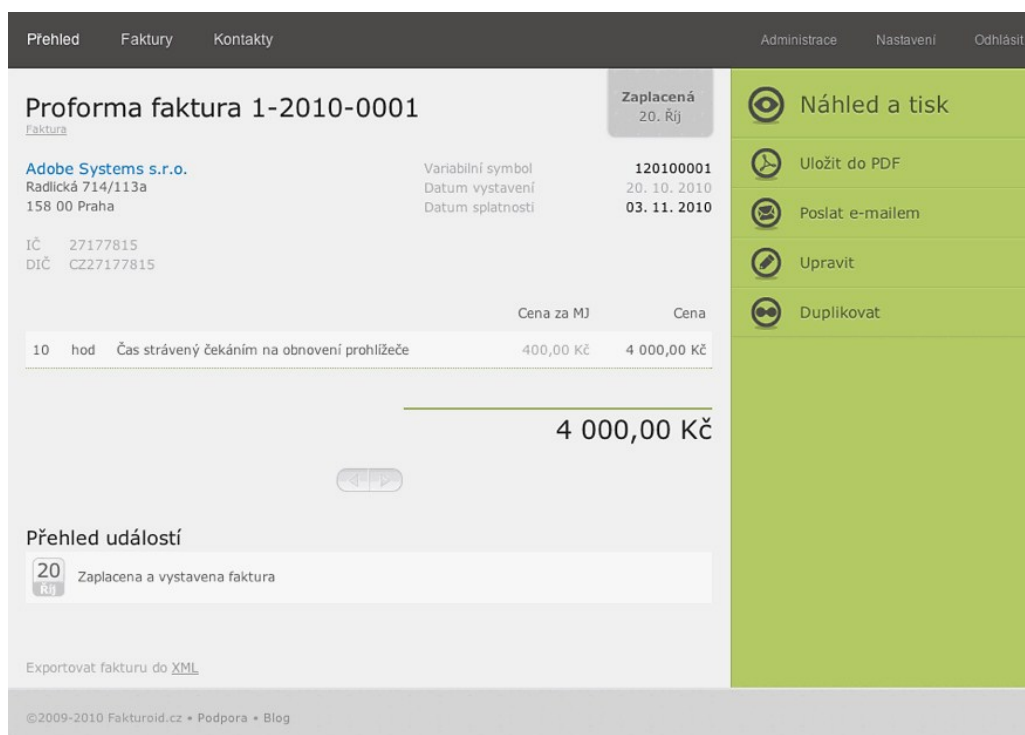 Přehled Faktury Kontakty Administrace Nastavení Odhlásit
Proforma faktura 1-2010-0001
Faktura
Zaplacená
20. Říj
Adobe Systems s.r.o.
Radlická 714/113a
158 00 Praha
Variabilní symbol 120100001
Datum vystavení 20. 10. 2010
Datum splatnosti 03. 11. 2010
IČ 27177815
DIČ CZ27177815
Cena za MJ Cena
10 hod Čas strávený čekáním na obnovení prohlížeče 400,00 Kč 4 000,00 Kč
4 000,00 Kč
Přehled událostí
20
Říj
Zaplacena a vystavena faktura
Exportovat fakturu do XML
Náhled a tisk
Uložit do PDF
Poslat e-mailem
Upravit
Duplikovat
©2009-2010 Fakturoid.cz • Podpora • Blog